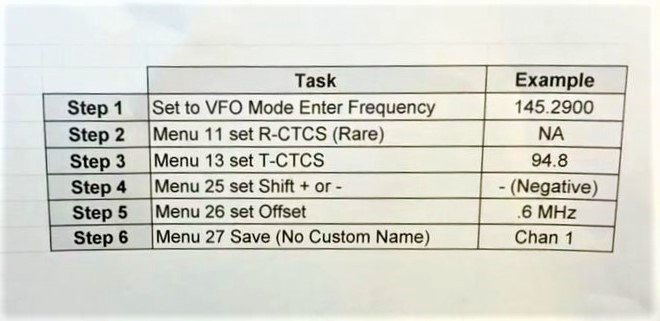 Task Example
Step 1 Set to VFO Mode Enter Frequency 145.2900
Step 2 Menu 11 set R-CTCS (Rare) NA
Step 3 Menu 13 set T-CTCS 94.8
Step 4 Menu 25 set Shift + or - - (Negative)
Step 5 Menu 26 set Offset .6 MHz
Step 6 Menu 27 Save (No Custom Name) Chan 1